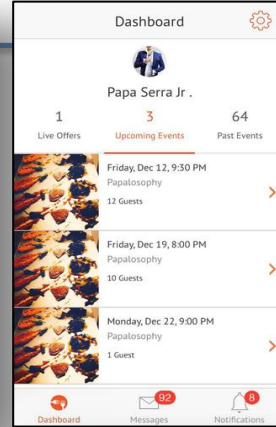 Dashboard
Papa Serra Jr .
1 3 64
Live Offers Upcoming Events Past Events
Friday, Dec 12, 9:30 PM
Papalosophy
12 Guests
Friday, Dec 19, 8:00 PM
Papalosophy
10 Guests
Monday, Dec 22, 9:00 PM
Papalosophy
1 Guest
92 8
Dashboard Messages Notifications